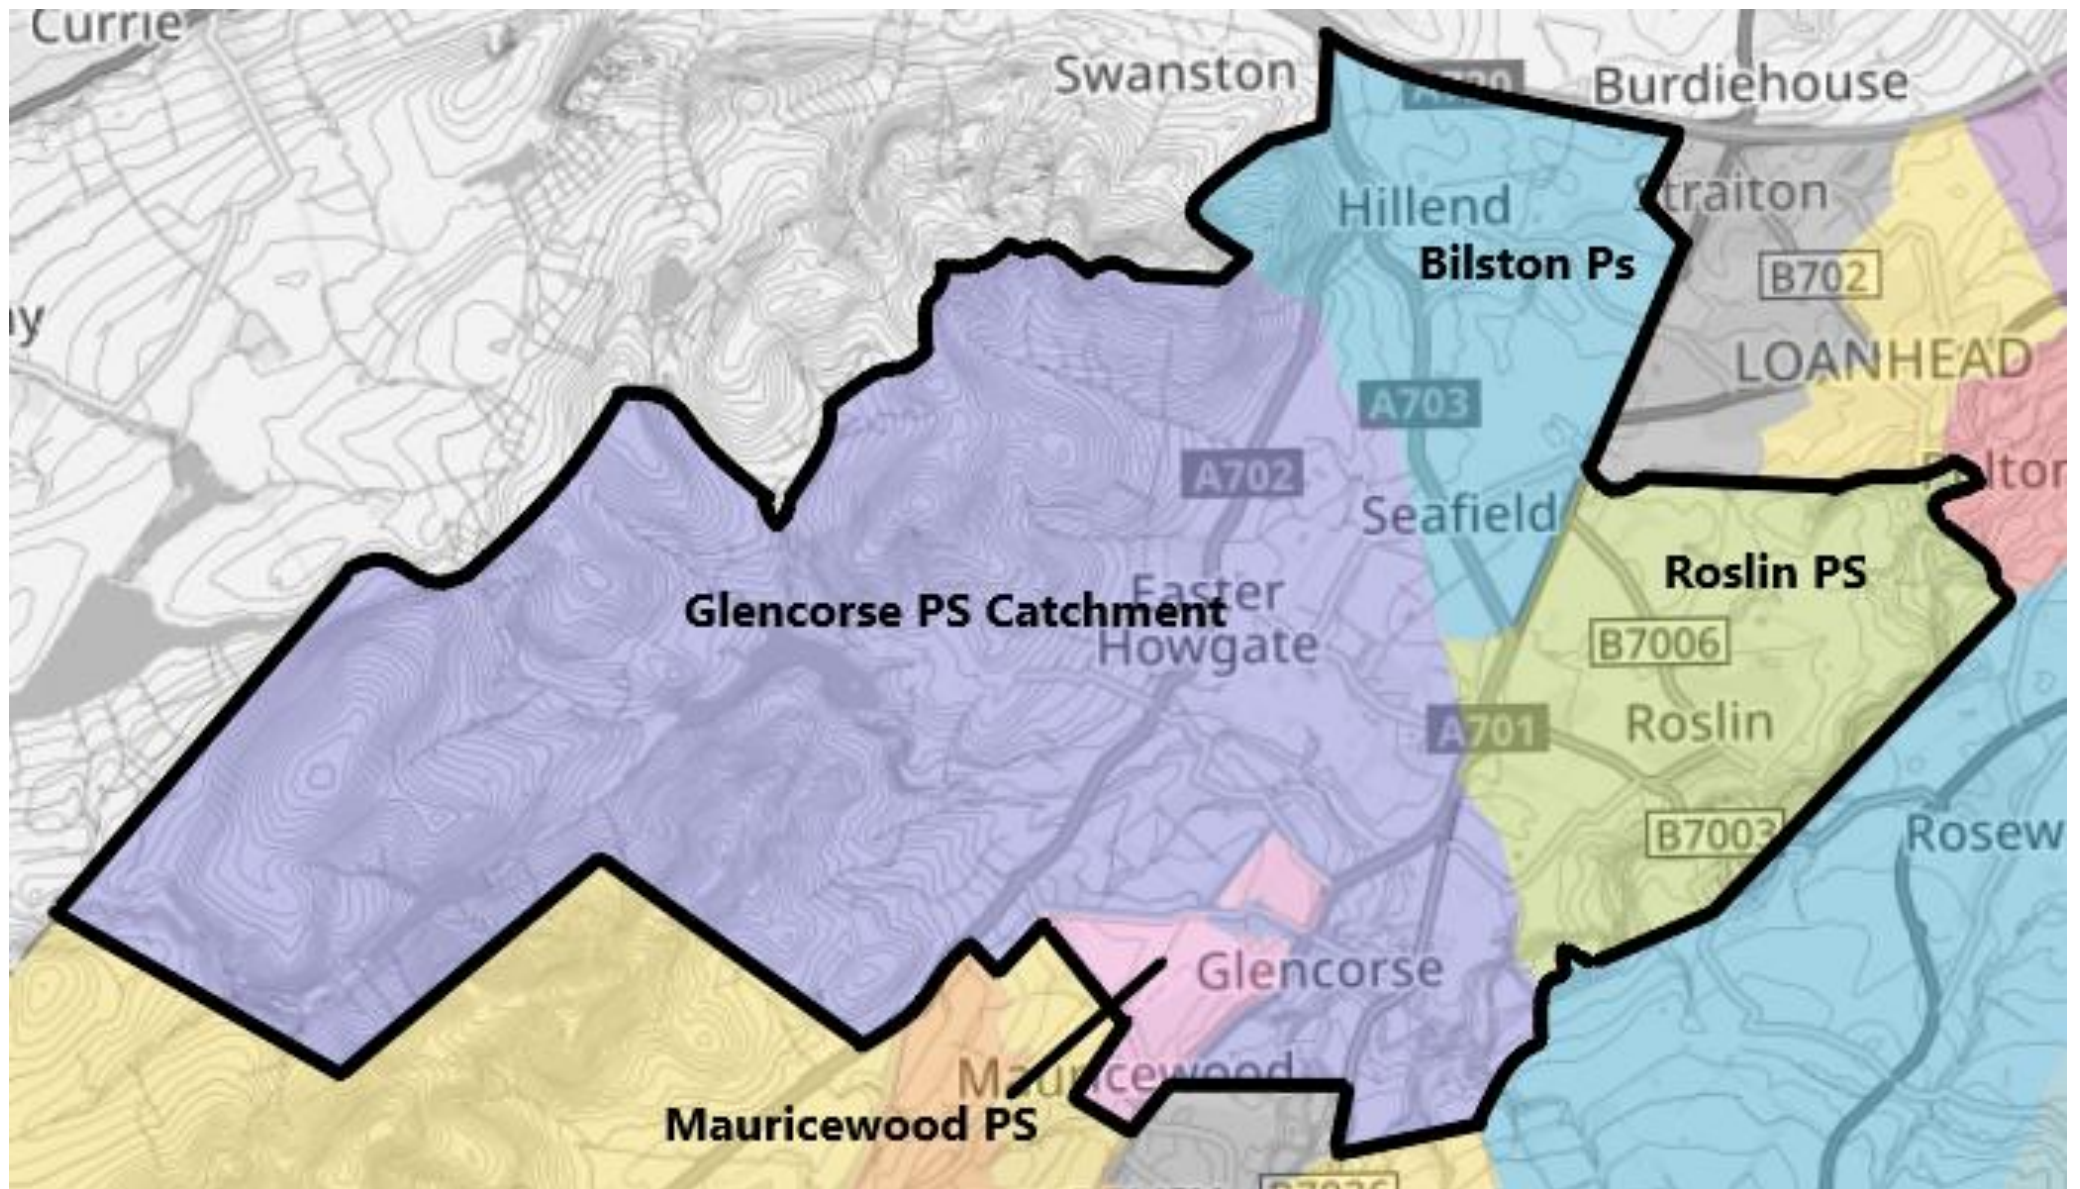 Currie
Swanston
Burdiehouse
Hillend
Straiton
Bilston Ps
B702
LOANHEAD
A703
A702
Seafield
Roslin PS
Easter
Glencorse PS Catchment
Howgate
B7006
A701
Roslin
B7003
Rosew
Glencorse
Mauricewood
Mauricewood PS